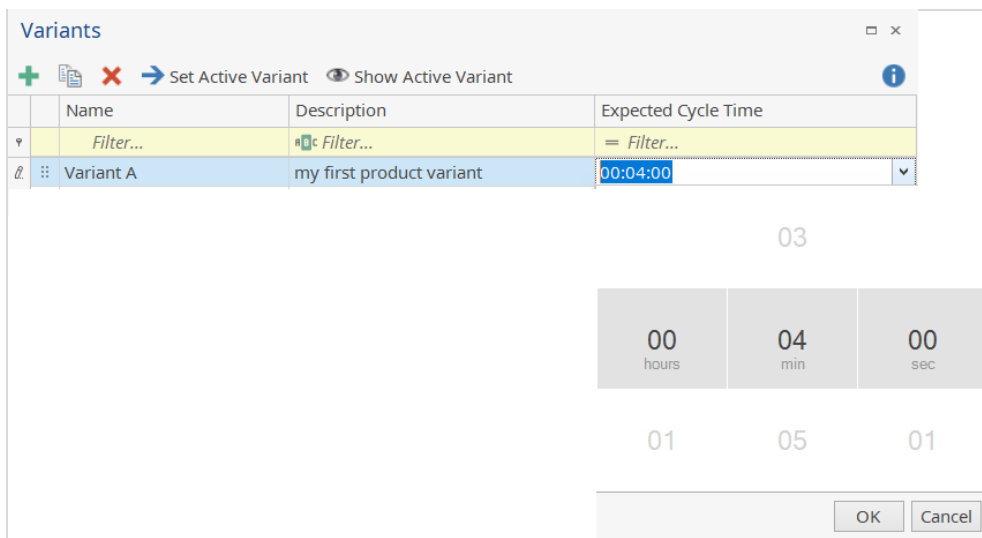 Variants
Set Active Variant Show Active Variant
Name Description Expected Cycle Time
Filter... ABC Filter... = Filter...
Variant A my first product variant 00:04:00
03
00 04 00
hours min sec
01 05 01
OK Cancel